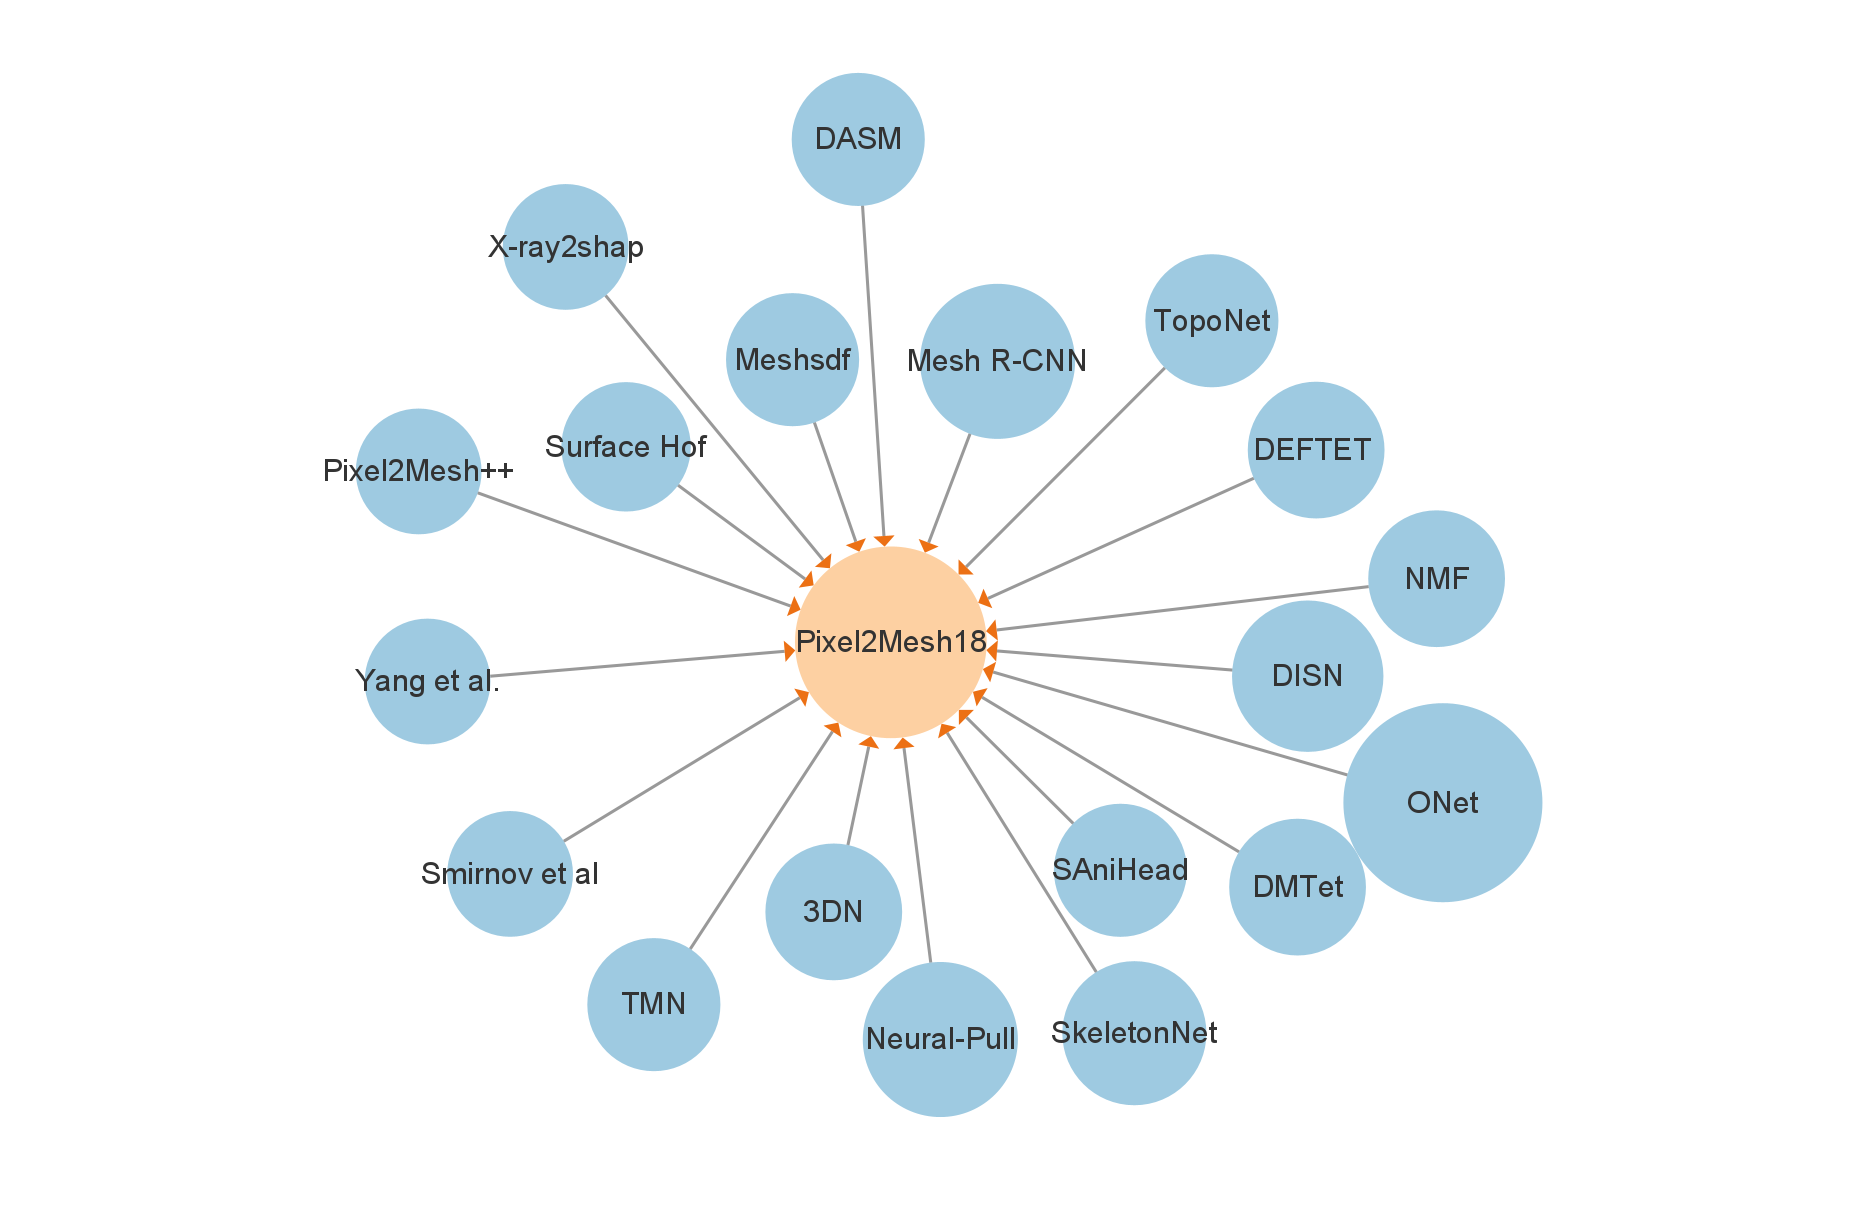 DASM
X-ray2shap
TopoNet
Meshsdf
Mesh R-CNN
Surface Hof
DEFTET
Pixel2Mesh++
NMF
Pixel2Mesh18
DISN
Yang et al.
ONet
SAniHead
Smirnov et al
DMTet
3DN
TMN
SkeletonNet
Neural-Pull